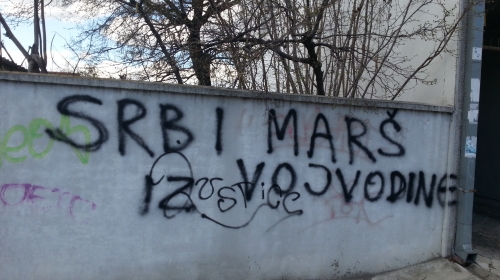 SRBI MARŠ
IZ VOJVODINE